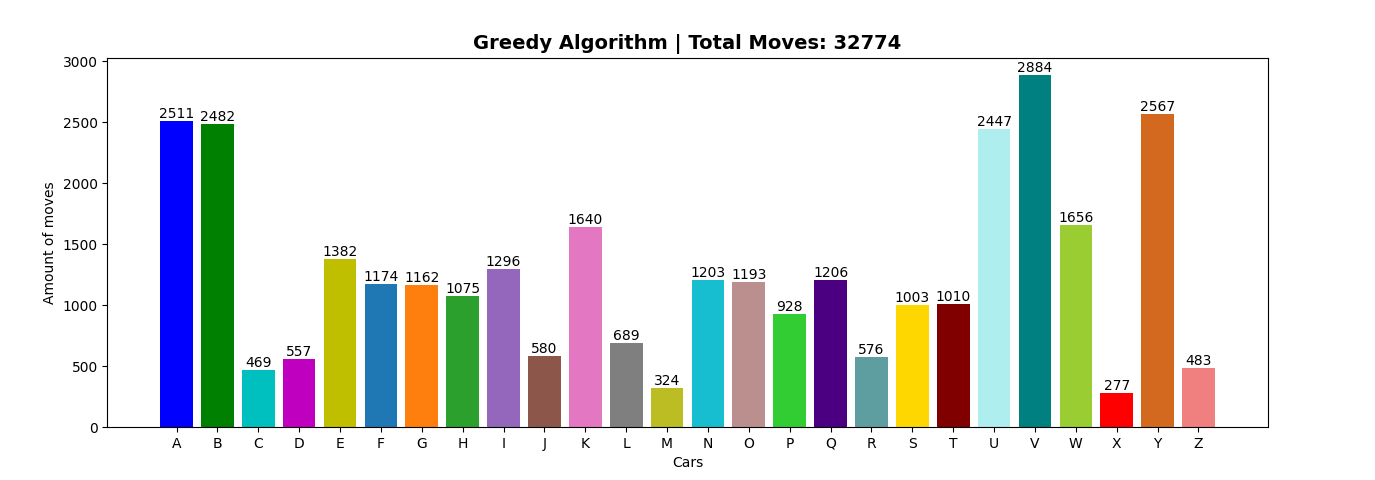 Greedy Algorithm | Total Moves: 32774
3000
2500
2000
1500
1000
500
0
Amount of moves
2511 2482 469 557 1382 1174 1162 1075 1296 580 1640 689 324 1203 1193 928 1206 576 1003 1010 2447 2884 1656 277 2567 483
A B C D E F G H I J K L M N O P Q R S T U V W X Y Z
Cars